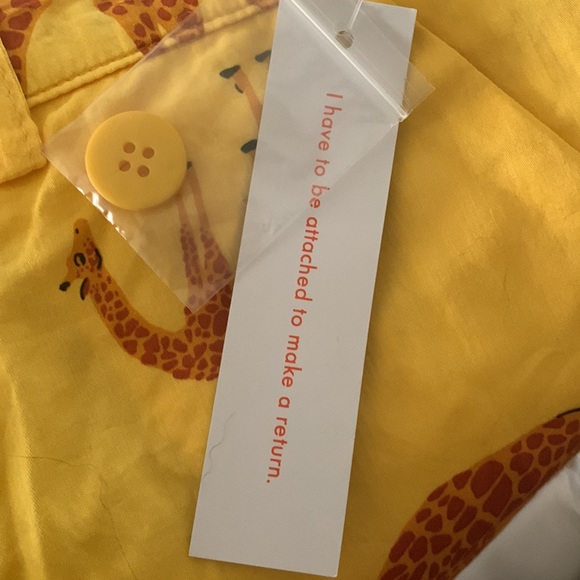 I have to be attached to make a return.